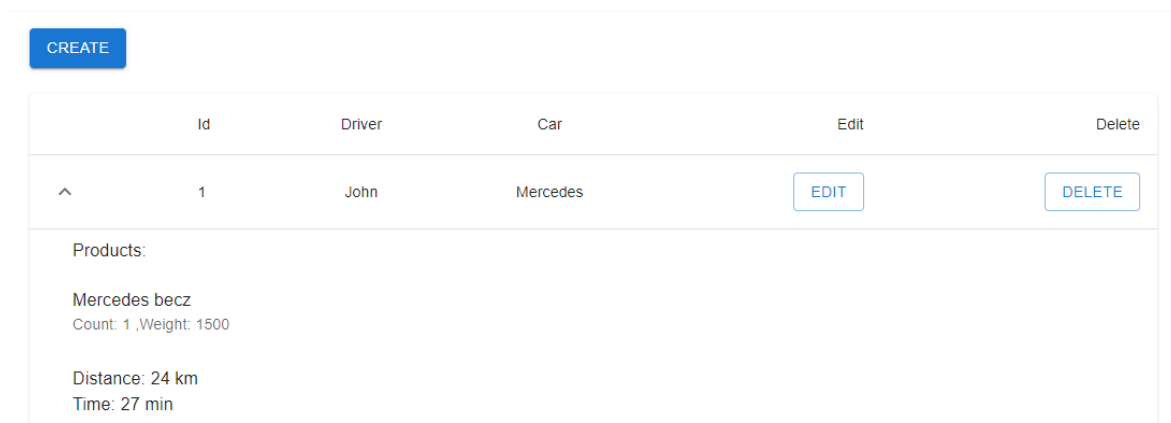 CREATE
Id Driver Car Edit Delete
1 John Mercedes EDIT DELETE
Products:
Mercedes becz
Count: 1 ,Weight: 1500
Distance: 24 km
Time: 27 min